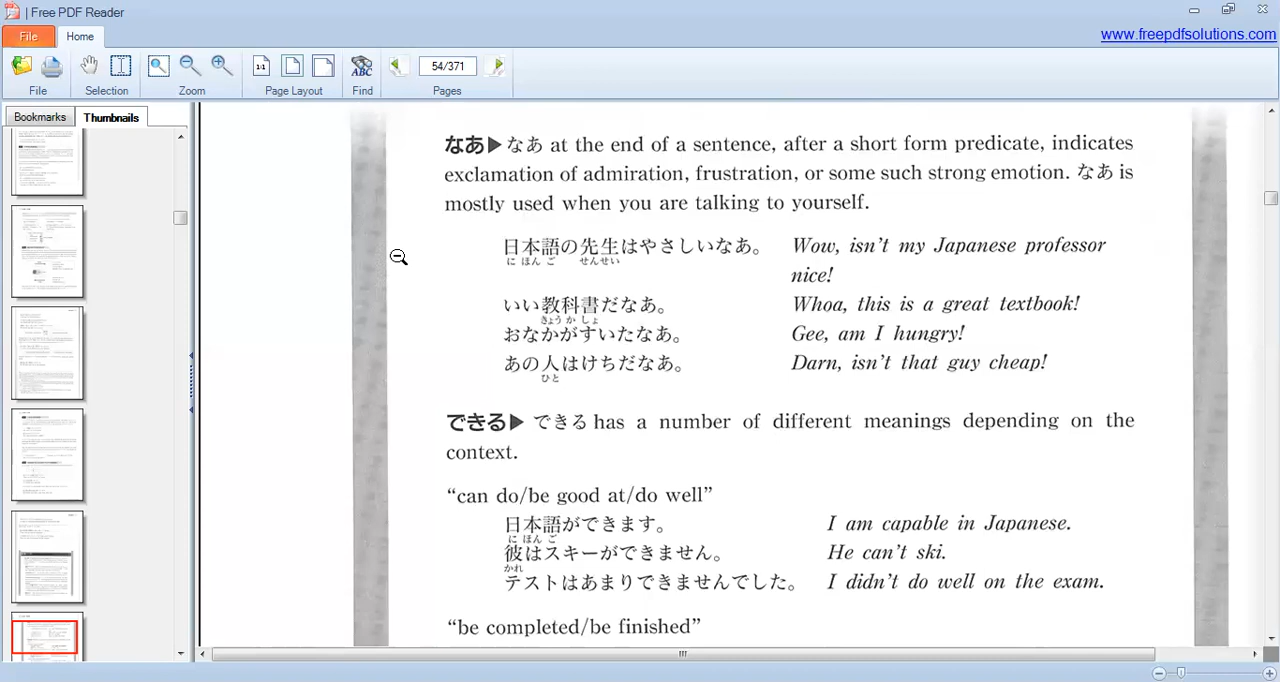 | Free PDF Reader
File
Home
www.freepdfsolutions.com
1:1
ABC
54/371
File
Selection
Zoom
Page Layout
Find
Pages
Bookmarks
Thumbnails
なあ▶ なあ at the end of a sentence, after a short form predicate, indicates
exclamation of admiration, frustration, or some such strong emotion. なあ is
mostly used when you are talking to yourself.
日本語の先生はやさしいなあ。 Wow, isn't my Japanese professor
に ほん ご せんせい
nice!
いい教科書だなあ。 Whoa, this is a great textbook!
きょう か しょ
おなかがすいたなあ。 Gee, am I hungry!
あの人はけちだなあ。 Darn, isn't that guy cheap!
ひと
できる▶ できる has a number of different meanings depending on the
context.
“can do/be good at/do well”
日本語ができます。 I am capable in Japanese.
に ほん ご
彼はスキーができません。 He can't ski.
かれ
テストはあまりできませんでした。 I didn't do well on the exam.
“be completed/be finished”